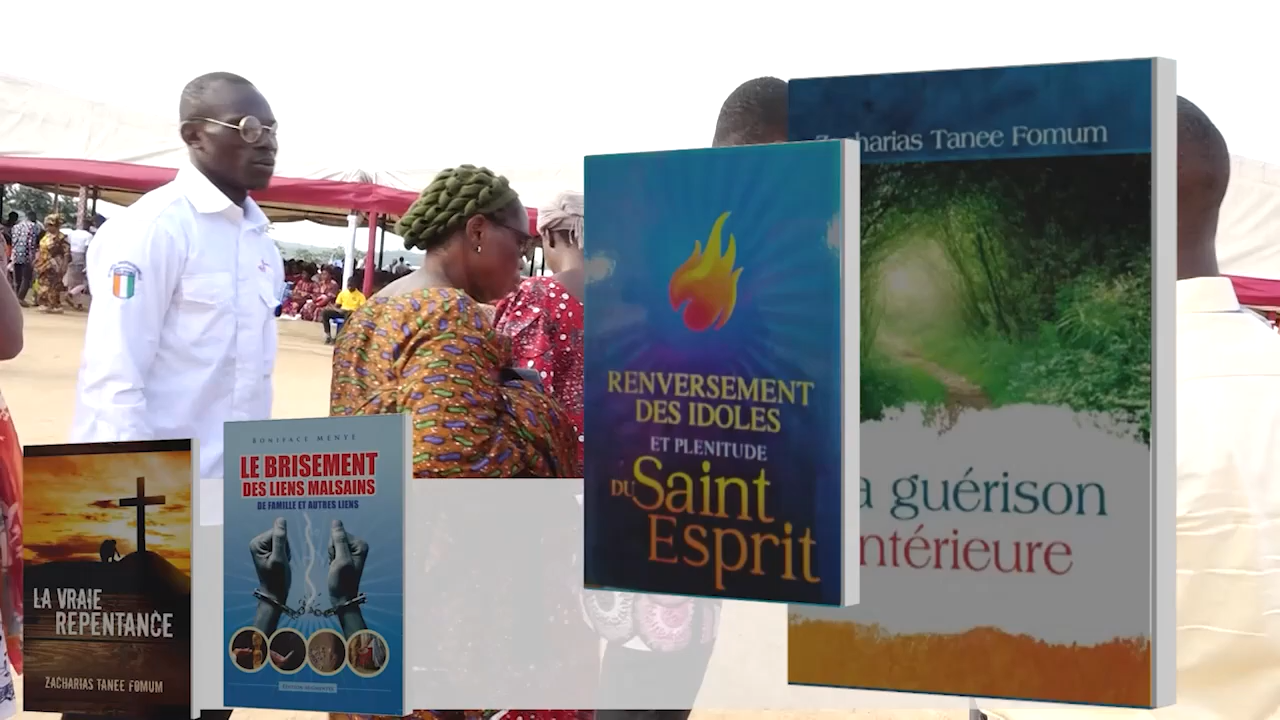 LA VRAIE
REPENTANCE
ZACHARIAS TANEE FOMUM
BONIFACE MENYE
LE BRISEMENT
DES LIENS MALSAINS
DE FAMILLE ET AUTRES LIENS
RENVERSEMENT
DES IDOLES
ET PLENITUDE
DU Saint
Esprit
Zacharias Tanee Fomum
a guérison
ntérieure